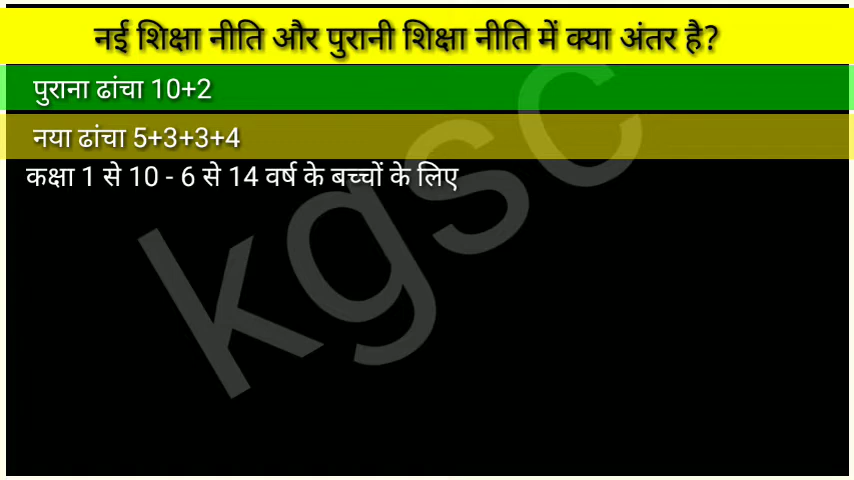 नई शिक्षा नीति और पुरानी शिक्षा नीति में क्या अंतर है?
पुराना ढांचा 10+2
नया ढांचा 5+3+3+4
कक्षा 1 से 10 - 6 से 14 वर्ष के बच्चों के लिए
kgsc